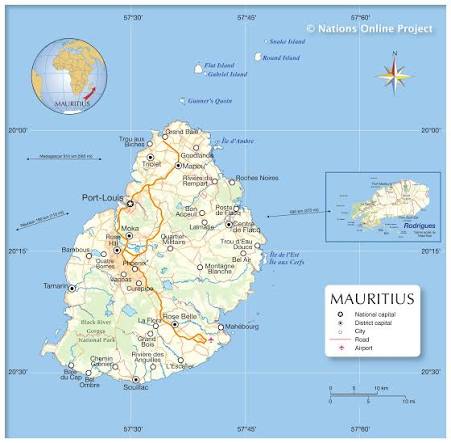 57°30'
57°45'
57°60'
© Nations Online Project
Snake Island
Round Island
Flat Island
Gabriel Island
Gunner's Quoin
MAURITIUS
N
20°00'
20°00'
Grand Baie
Île d'Ambre
Trou aux
Biches
Goodlands
Triolet
Mapou
Rivière du
Rempart
Roches Noires
Port-Louis
Bon
Accueil
Poste
de Flacq
Lamage
Centre
de Flacq
Moka
Rose
Hill
Phoenix
Quartier-
Militaire
Trou d'Eau
Douce
Bel Air
Île de l'Est
Île aux Cerfs
Bambous
Quatre
Bornes
Vacoas
Montagne
Blanche
Curepipe
Tamarin
20°15'
20°15'
Rodrigues
Black River
Gorges
National Park
La Flora
Rose Belle
Mahébourg
Grand
Bois
Chemin
Grenier
Rivière des
Anguilles
L'Escalier
Baie
du Cap
Bel
Ombre
Souillac
20°30'
20°30'
MAURITIUS
National capital
District capital
City
Road
Airport
0
10 km
0
10 mi
57°30'
57°45'
57°60'